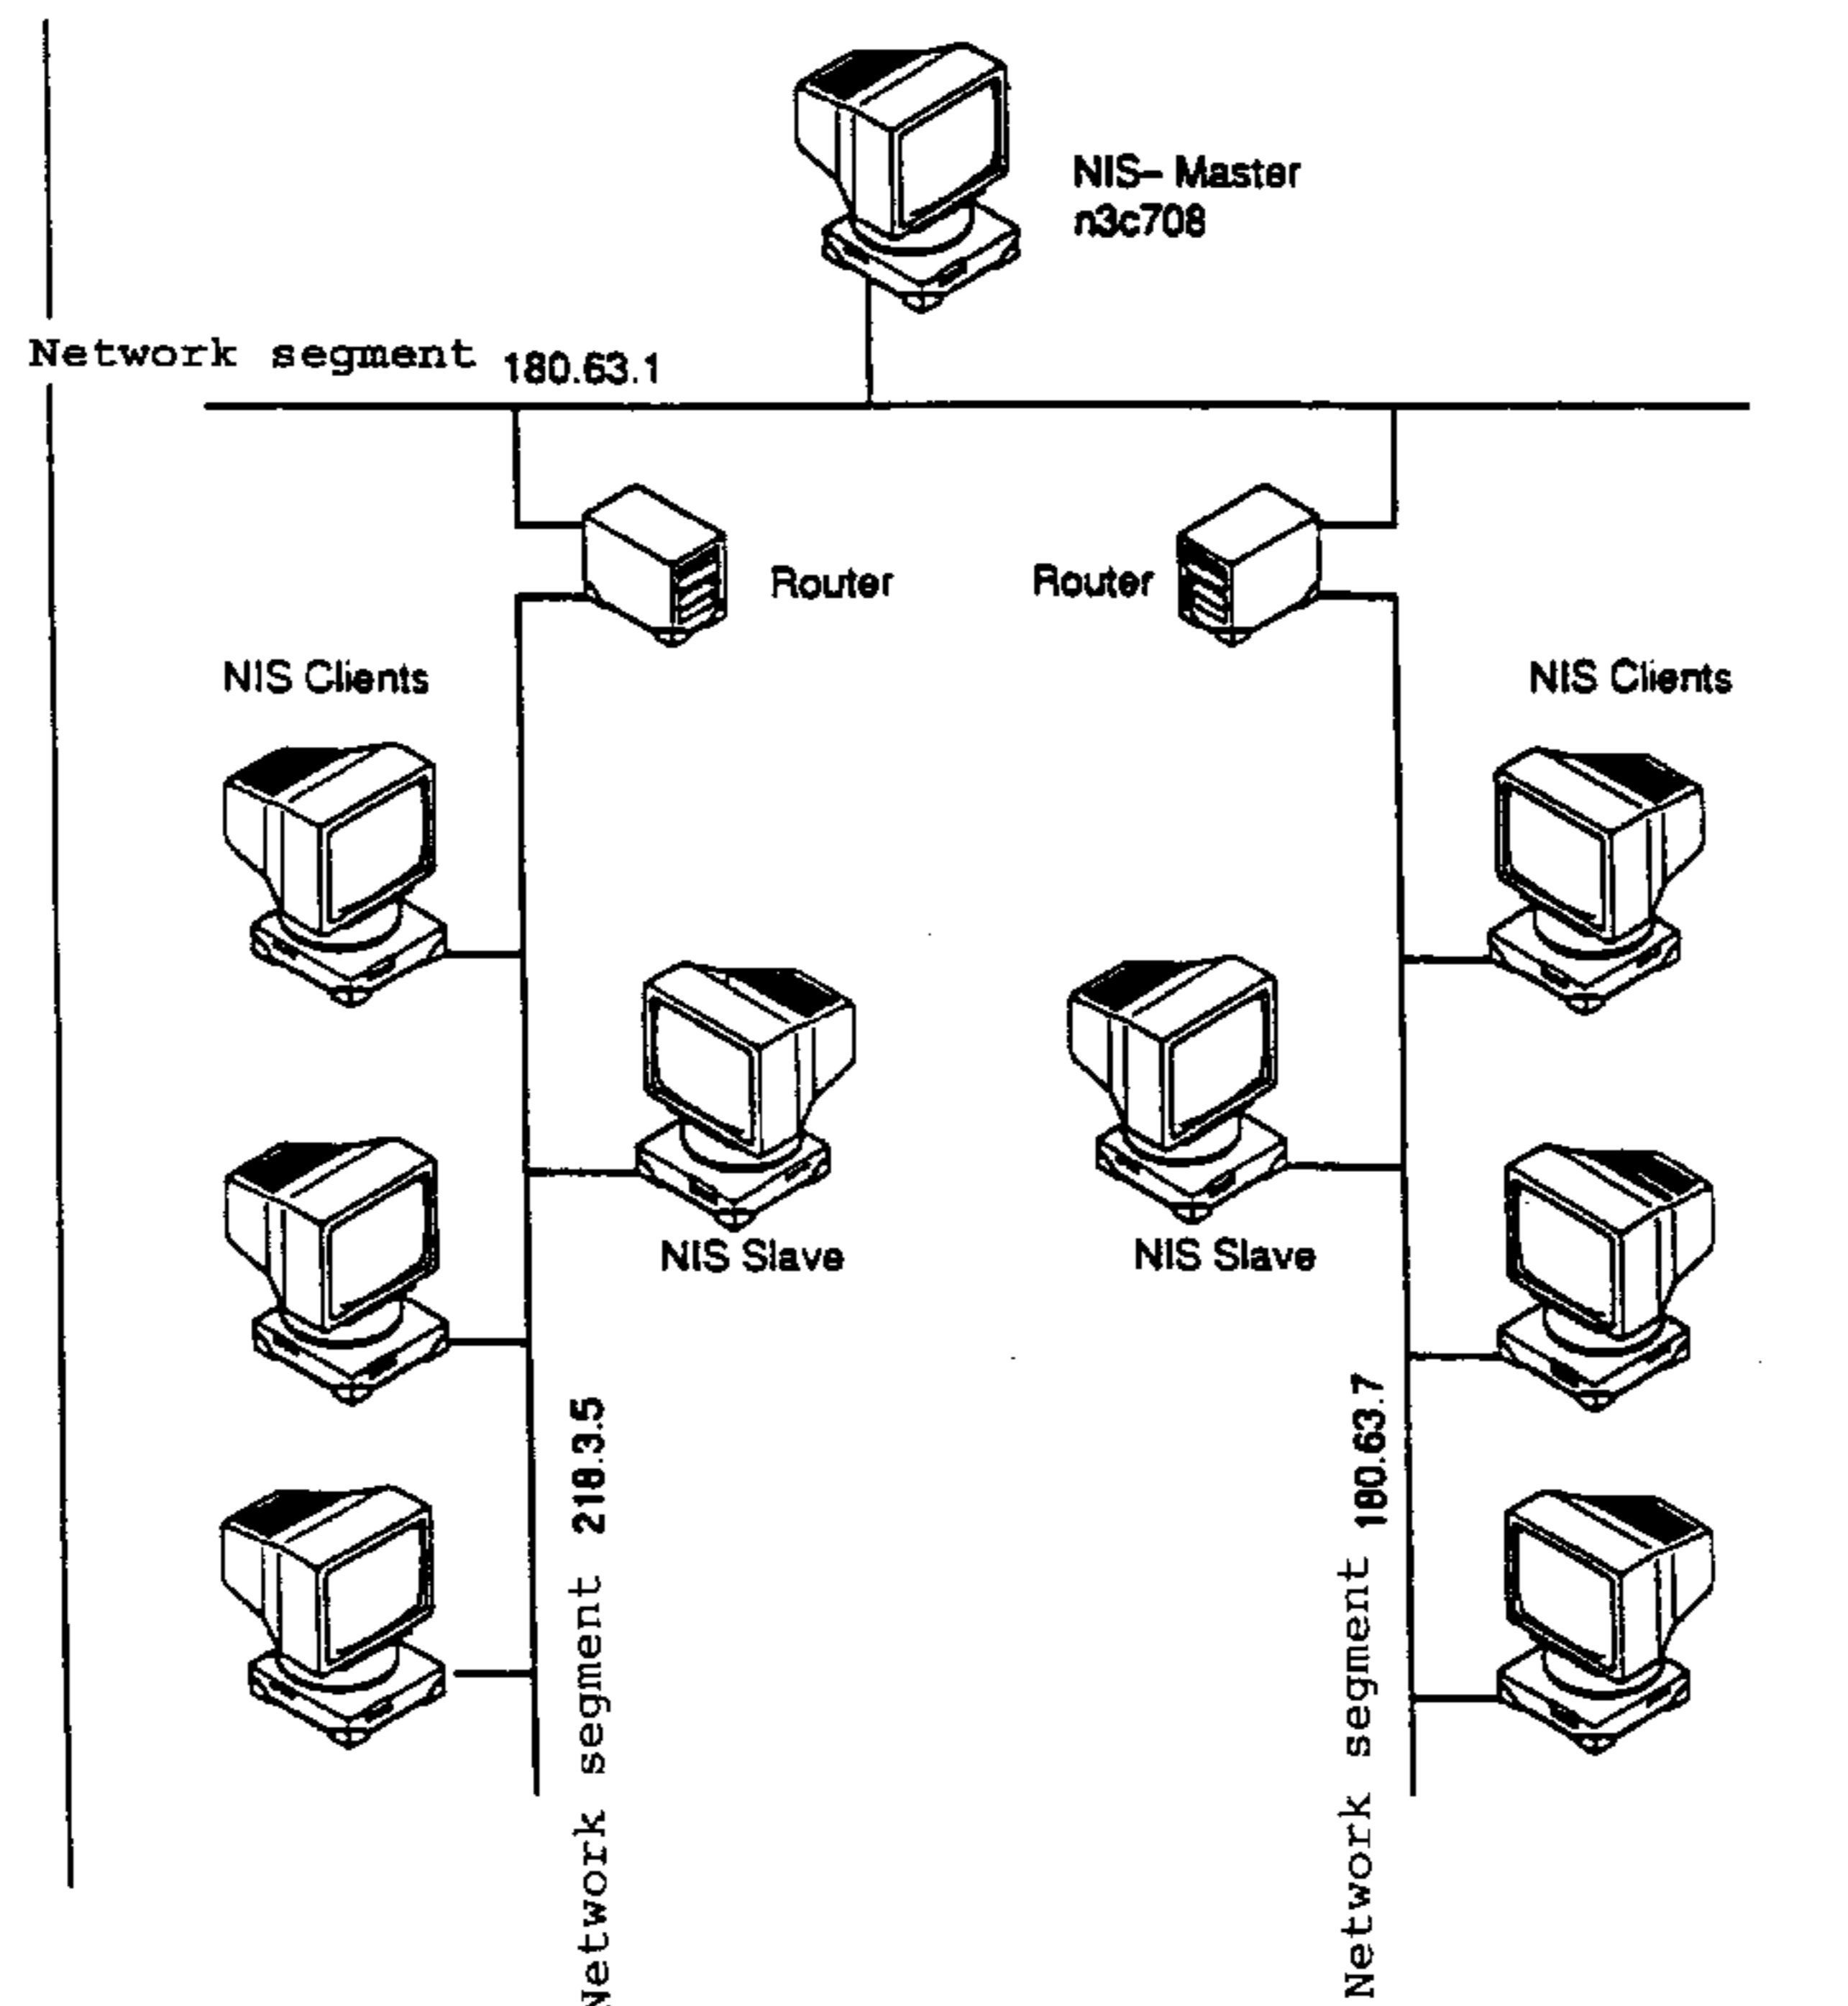 NIS– Master
n3c708
Network segment 180.63.1
Router
Router
NIS Clients
NIS Clients
NIS Slave
NIS Slave
Network segment 218.3.5
Network segment 180.63.7